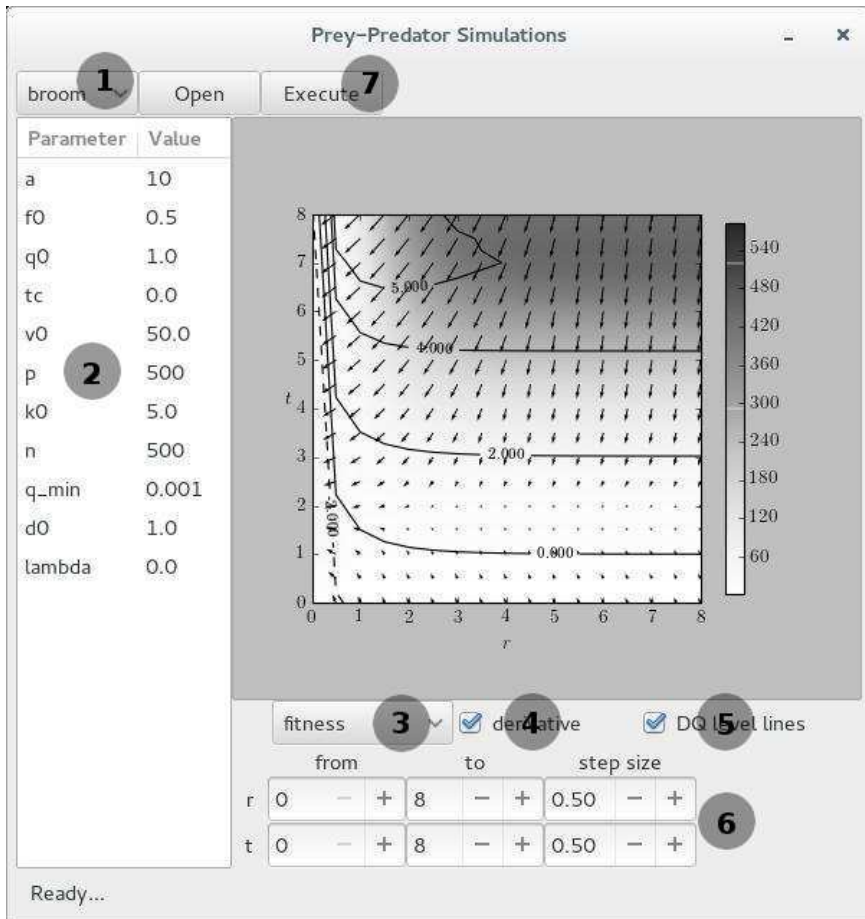 Prey-Predator Simulations
1
7
broom Open Execute
Parameter Value
a 10
f0 0.5
q0 1.0
tc 0.0
v0 50.0
p 500
2
k0 5.0
n 500
q_min 0.001
d0 1.0
lambda 0.0
8
7
6
5
4
3
2
1
0
t
0 1 2 3 4 5 6 7 8
r
5.000
4.000
2.000
0.000
540
480
420
360
300
240
180
120
60
fitness 3 derivative 4 DQ level lines 5
from to step size
r 0 − + 8 − + 0.50 − +
6
t 0 − + 8 − + 0.50 − +
Ready...